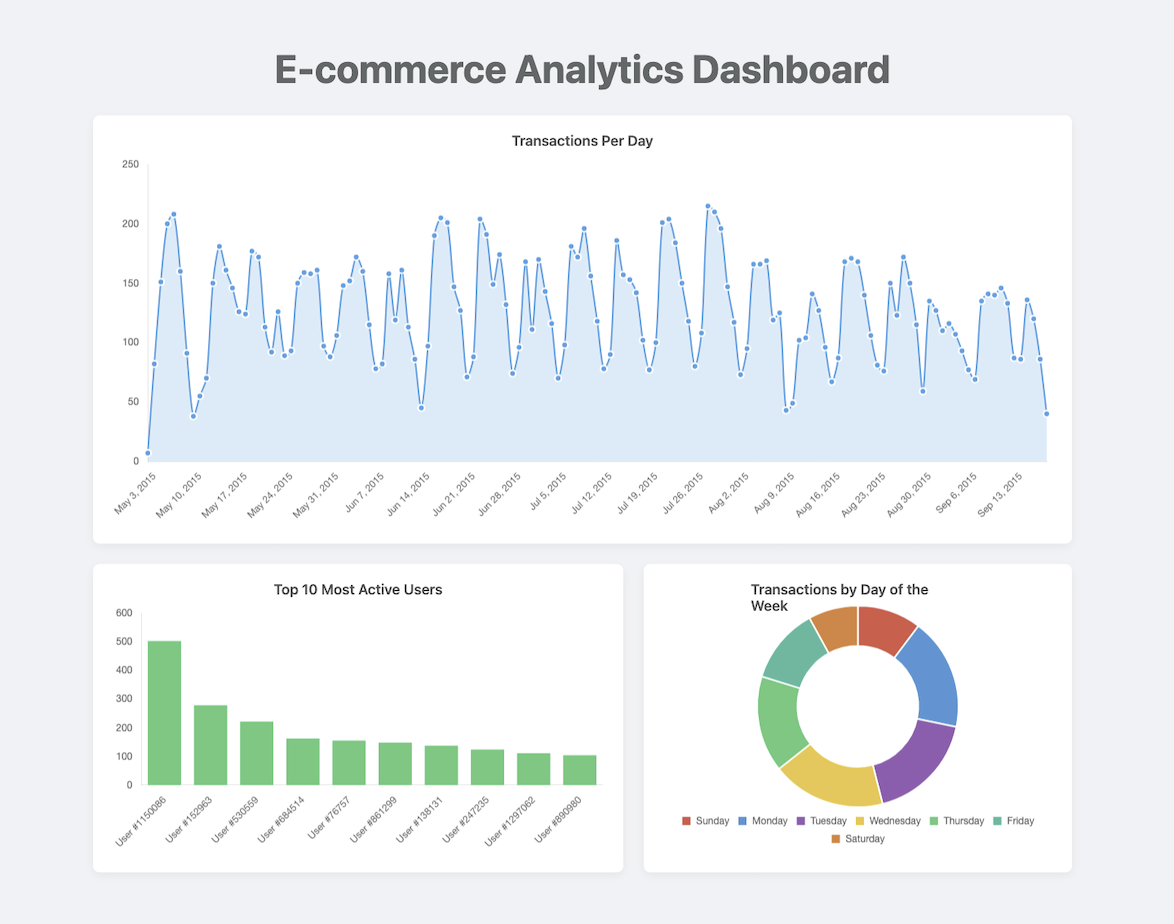 E-commerce Analytics Dashboard
Transactions Per Day
250
200
150
100
50
0
May 3, 2015
May 10, 2015
May 17, 2015
May 24, 2015
May 31, 2015
Jun 7, 2015
Jun 14, 2015
Jun 21, 2015
Jun 28, 2015
Jul 5, 2015
Jul 12, 2015
Jul 19, 2015
Jul 26, 2015
Aug 2, 2015
Aug 9, 2015
Aug 16, 2015
Aug 23, 2015
Aug 30, 2015
Sep 6, 2015
Sep 13, 2015
Top 10 Most Active Users
600
500
400
300
200
100
0
User #1150086
User #152963
User #530559
User #684514
User #76757
User #861299
User #138131
User #247235
User #1297062
User #890980
Transactions by Day of the
Week
Sunday Monday Tuesday Wednesday Thursday Friday
Saturday